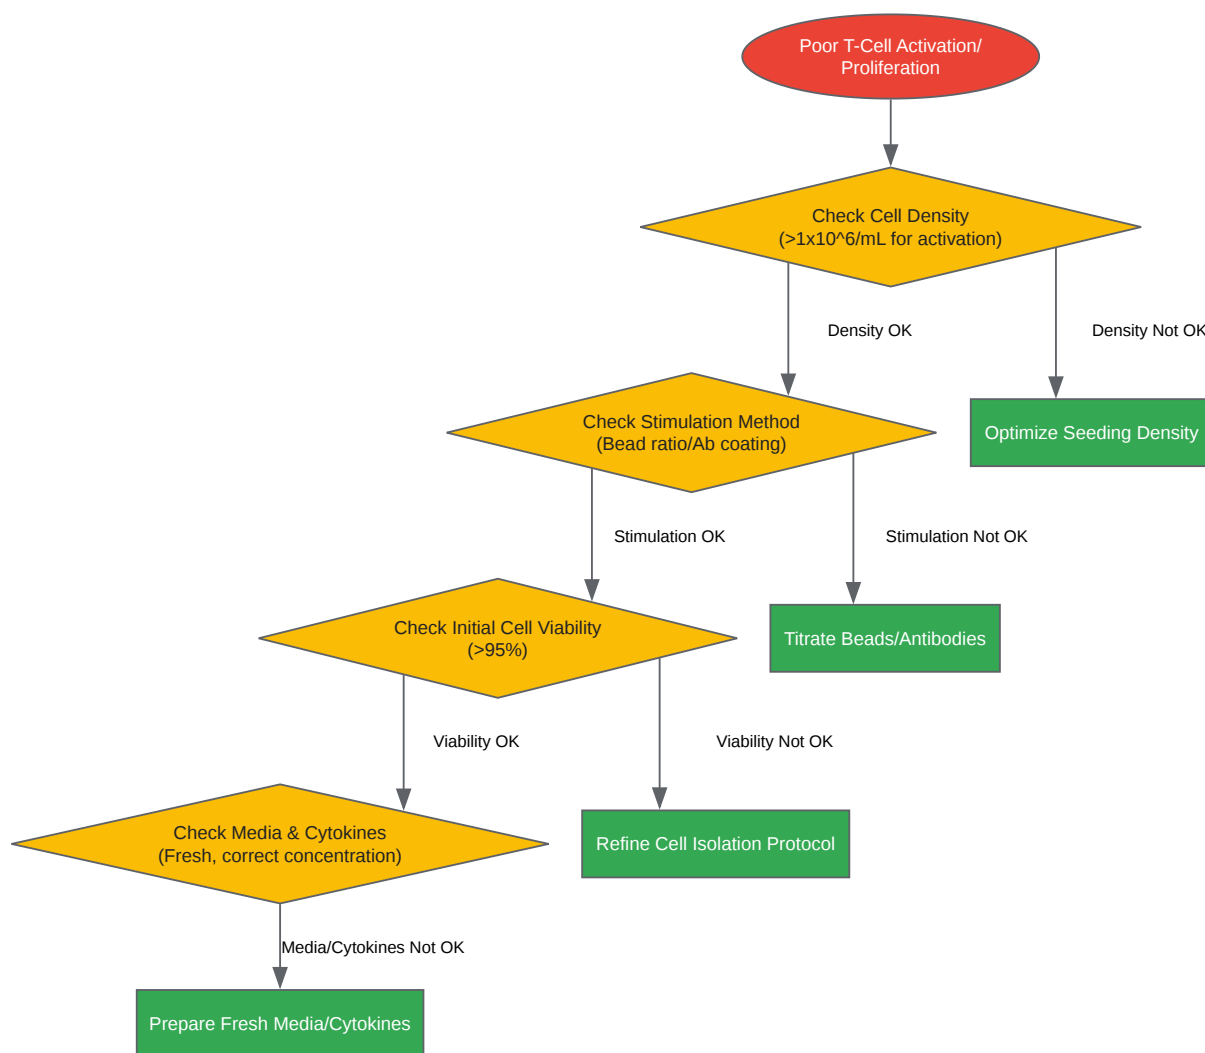 Poor T-Cell Activation/
Proliferation
Check Cell Density
(>1x10^6/mL for activation)
Density OK
Density Not OK
Check Stimulation Method
(Bead ratio/Ab coating)
Optimize Seeding Density
Stimulation OK
Stimulation Not OK
Check Initial Cell Viability
(>95%)
Titrate Beads/Antibodies
Viability OK
Viability Not OK
Check Media & Cytokines
(Fresh, correct concentration)
Refine Cell Isolation Protocol
Media/Cytokines Not OK
Prepare Fresh Media/Cytokines